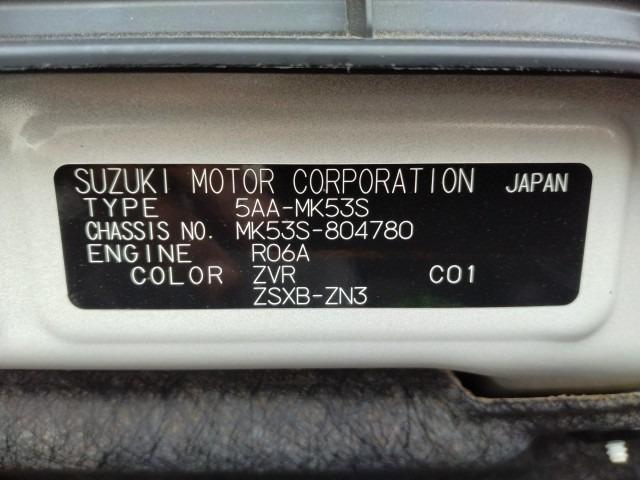 SUZUKI MOTOR CORPORATION JAPAN
TYPE 5AA-MK53S
CHASSIS NO. MK53S-804780
ENGINE R06A
COLOR ZVR C01
ZSXB-ZN3